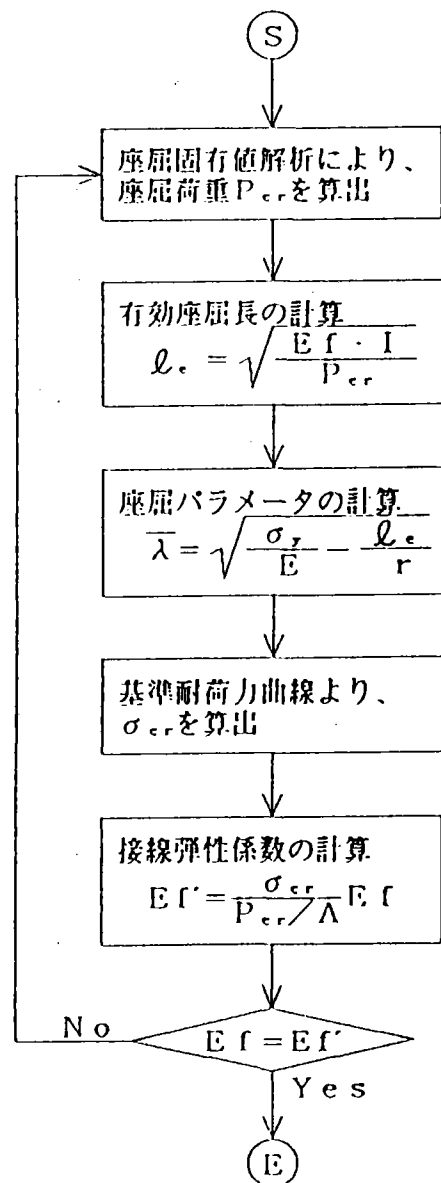 S
座屈固有値解析により、
座屈荷重Pcrを算出
有効座屈長の計算
ℓe = √(Ef・I / Pcr)
座屈パラメータの計算
λ̄ = √(σy / E − ℓe / r)
基準耐荷力曲線より、
σcrを算出
接線弾性係数の計算
Ef' = σcr / (Pcr／A) Ef
No
Ef = Ef'
Yes
E